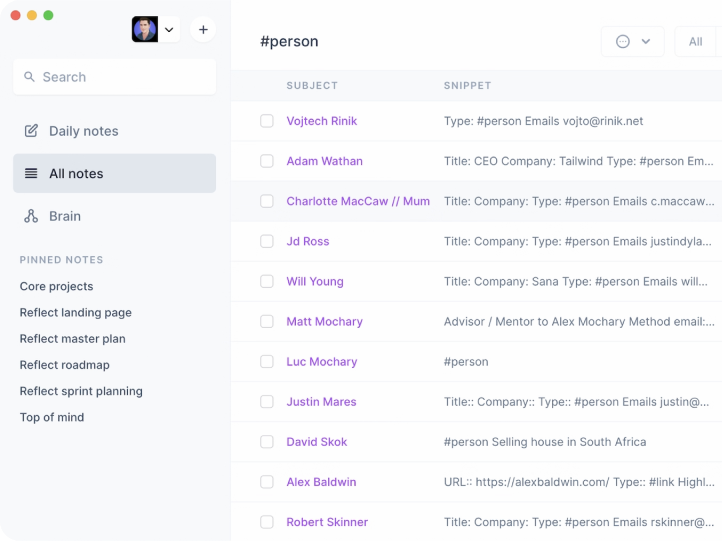 #person
All
Search
SUBJECT SNIPPET
Vojtech Rinik Type: #person Emails vojto@rinik.net
Daily notes
Adam Wathan Title: CEO Company: Tailwind Type: #person Em...
All notes
Charlotte MacCaw // Mum Title: Company: Type: #person Emails c.maccaw...
Brain
Jd Ross Title: Company: Type: #person Emails justindyla...
PINNED NOTES
Core projects
Reflect landing page
Reflect master plan
Reflect roadmap
Reflect sprint planning
Top of mind
Will Young Title: Company: Sana Type: #person Emails will...
Matt Mochary Advisor / Mentor to Alex Mochary Method email:...
Luc Mochary #person
Justin Mares Title:: Company:: Type:: #person Emails justin@...
David Skok #person Selling house in South Africa
Alex Baldwin URL:: https://alexbaldwin.com/ Type:: #link Highl...
Robert Skinner Title: Company: Type: #person Emails rskinner@...